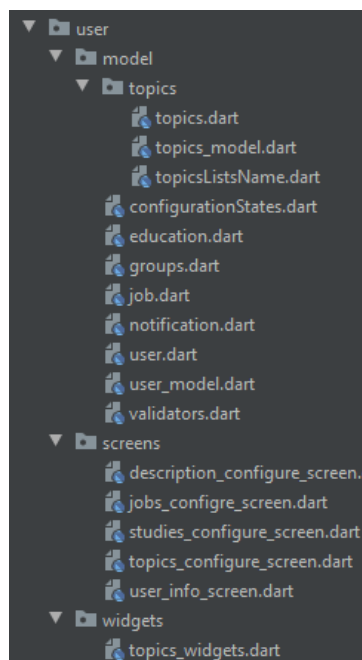 user
model
topics
topics.dart
topics_model.dart
topicsListsName.dart
configurationStates.dart
education.dart
groups.dart
job.dart
notification.dart
user.dart
user_model.dart
validators.dart
screens
description_configure_screen.
jobs_configre_screen.dart
studies_configure_screen.dart
topics_configure_screen.dart
user_info_screen.dart
widgets
topics_widgets.dart